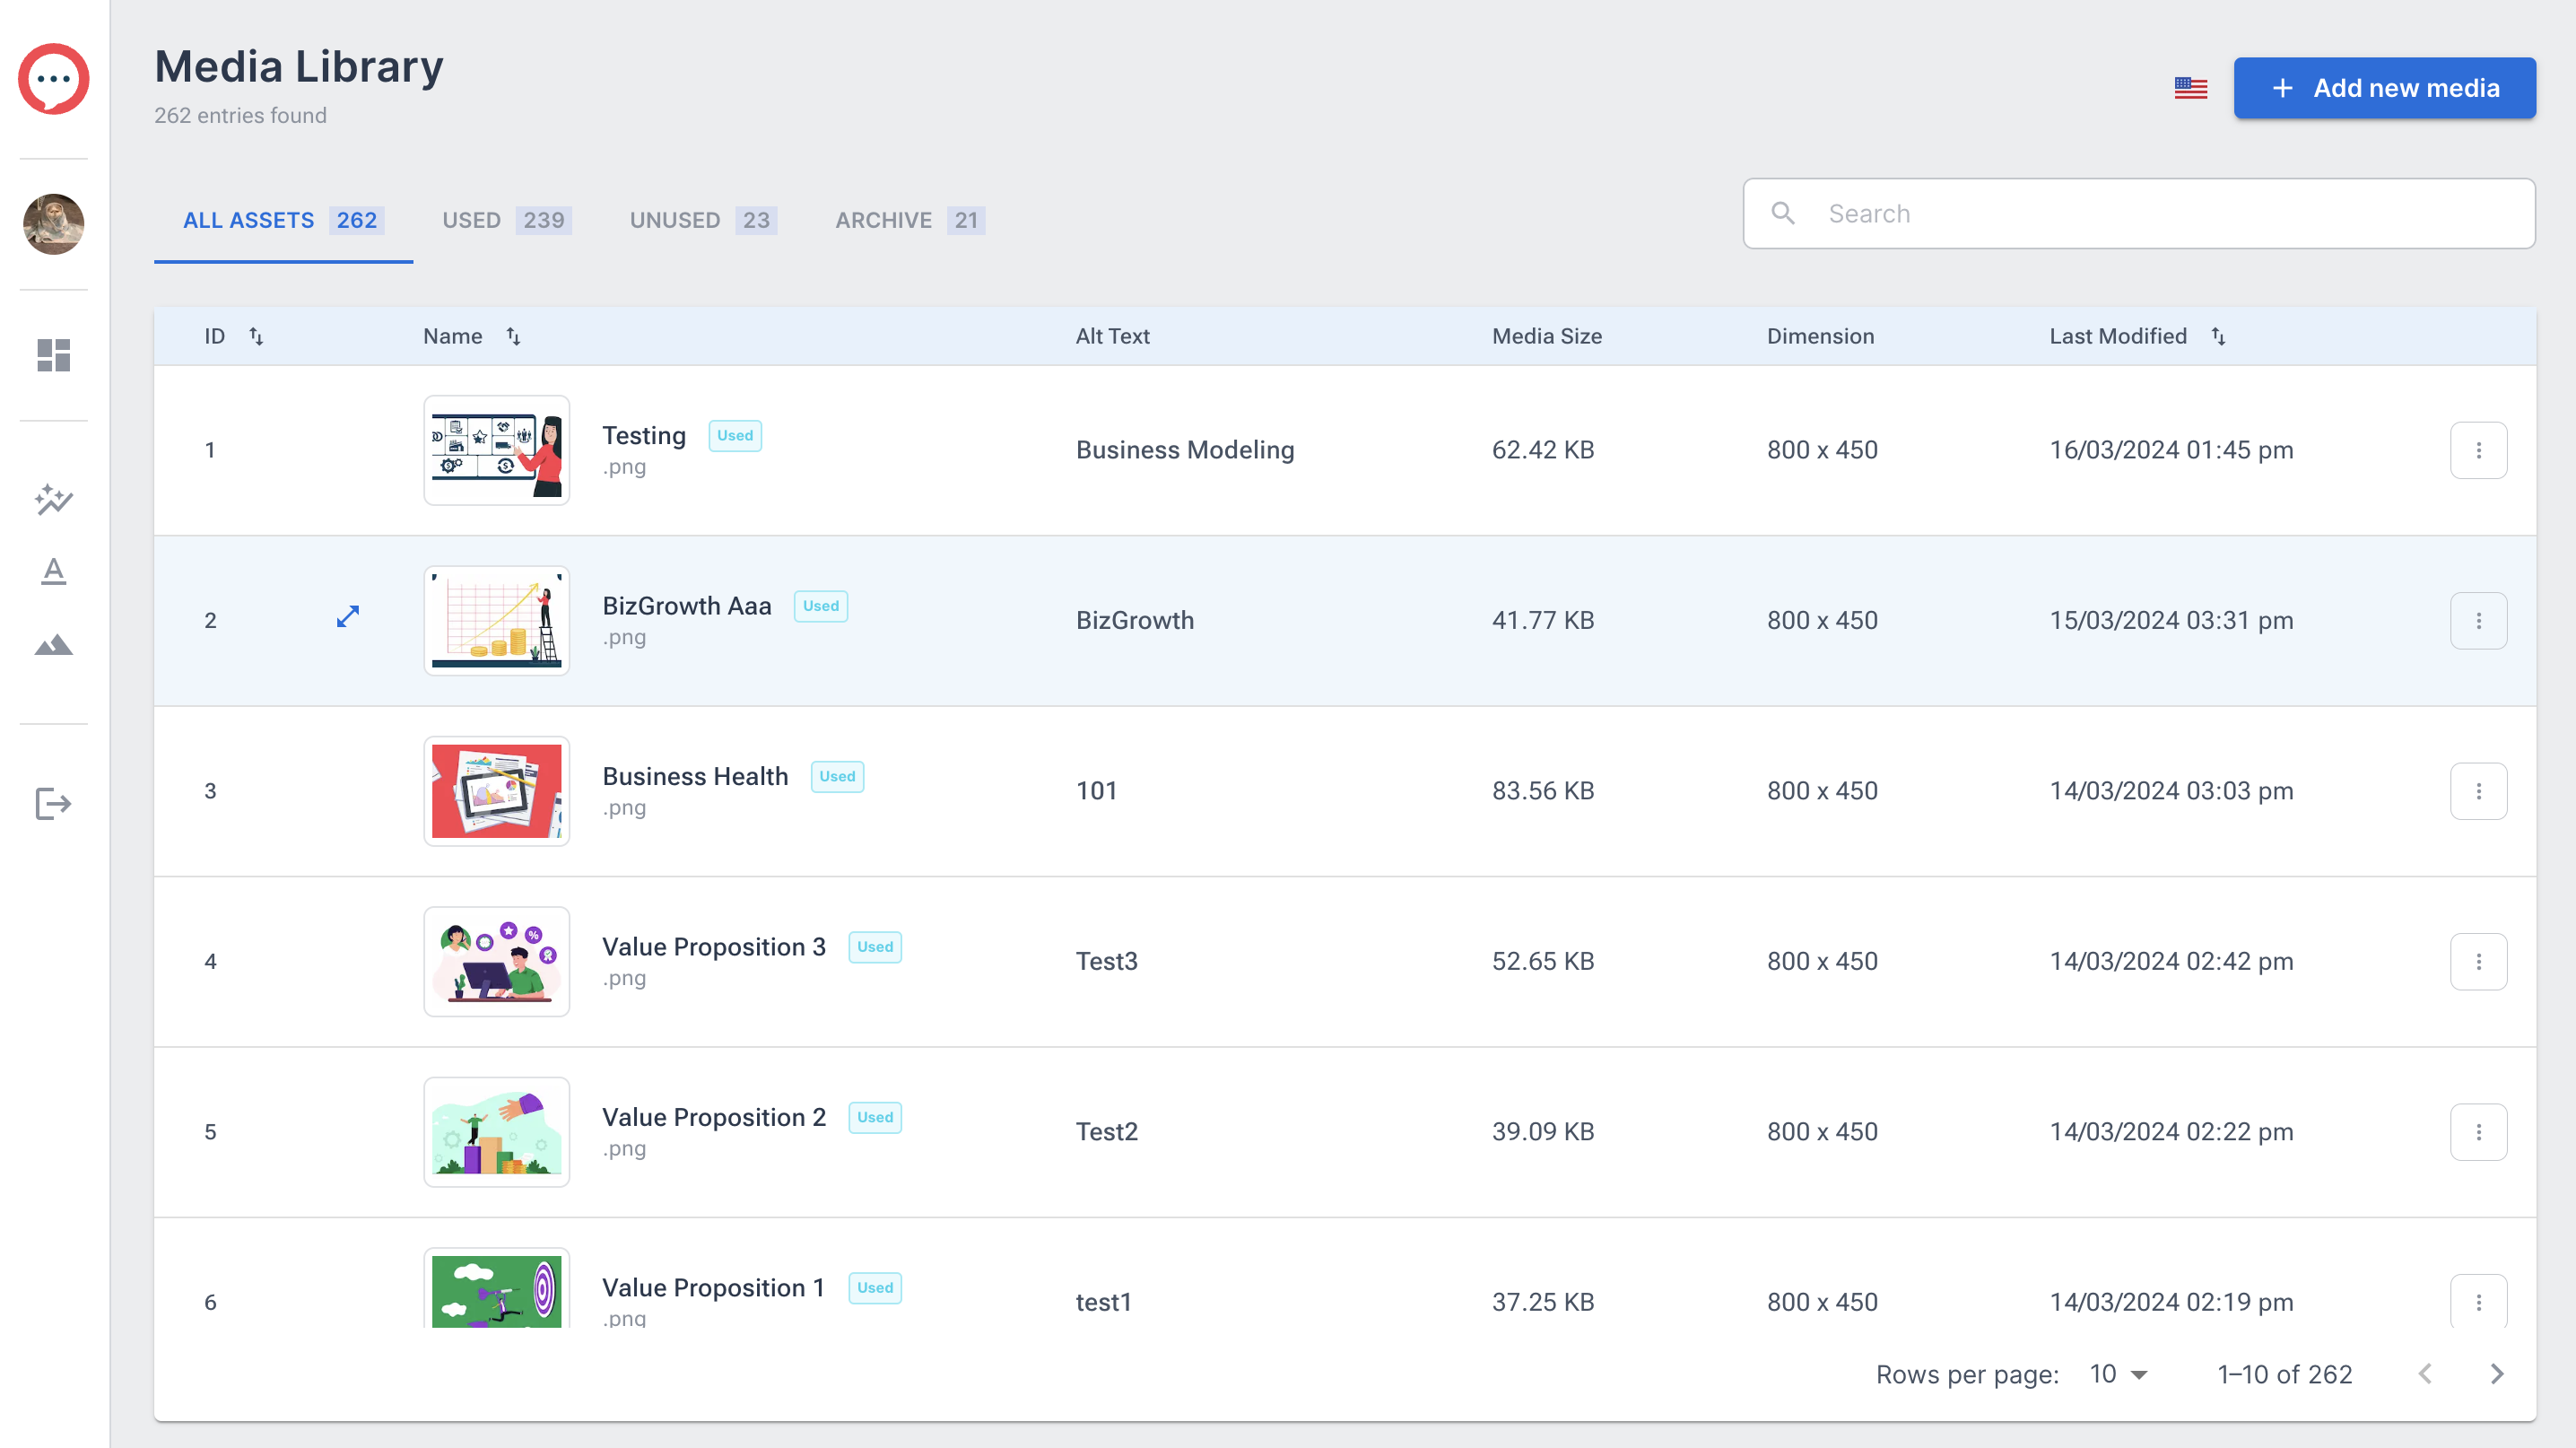 Media Library
262 entries found
Add new media
ALL ASSETS 262 USED 239 UNUSED 23 ARCHIVE 21
Search
ID Name Alt Text Media Size Dimension Last Modified
1 Testing Used Business Modeling 62.42 KB 800 x 450 16/03/2024 01:45 pm
.png
2 BizGrowth Aaa Used BizGrowth 41.77 KB 800 x 450 15/03/2024 03:31 pm
.png
3 Business Health Used 101 83.56 KB 800 x 450 14/03/2024 03:03 pm
.png
4 Value Proposition 3 Used Test3 52.65 KB 800 x 450 14/03/2024 02:42 pm
.png
5 Value Proposition 2 Used Test2 39.09 KB 800 x 450 14/03/2024 02:22 pm
.png
6 Value Proposition 1 Used test1 37.25 KB 800 x 450 14/03/2024 02:19 pm
.png
Rows per page: 10 1–10 of 262